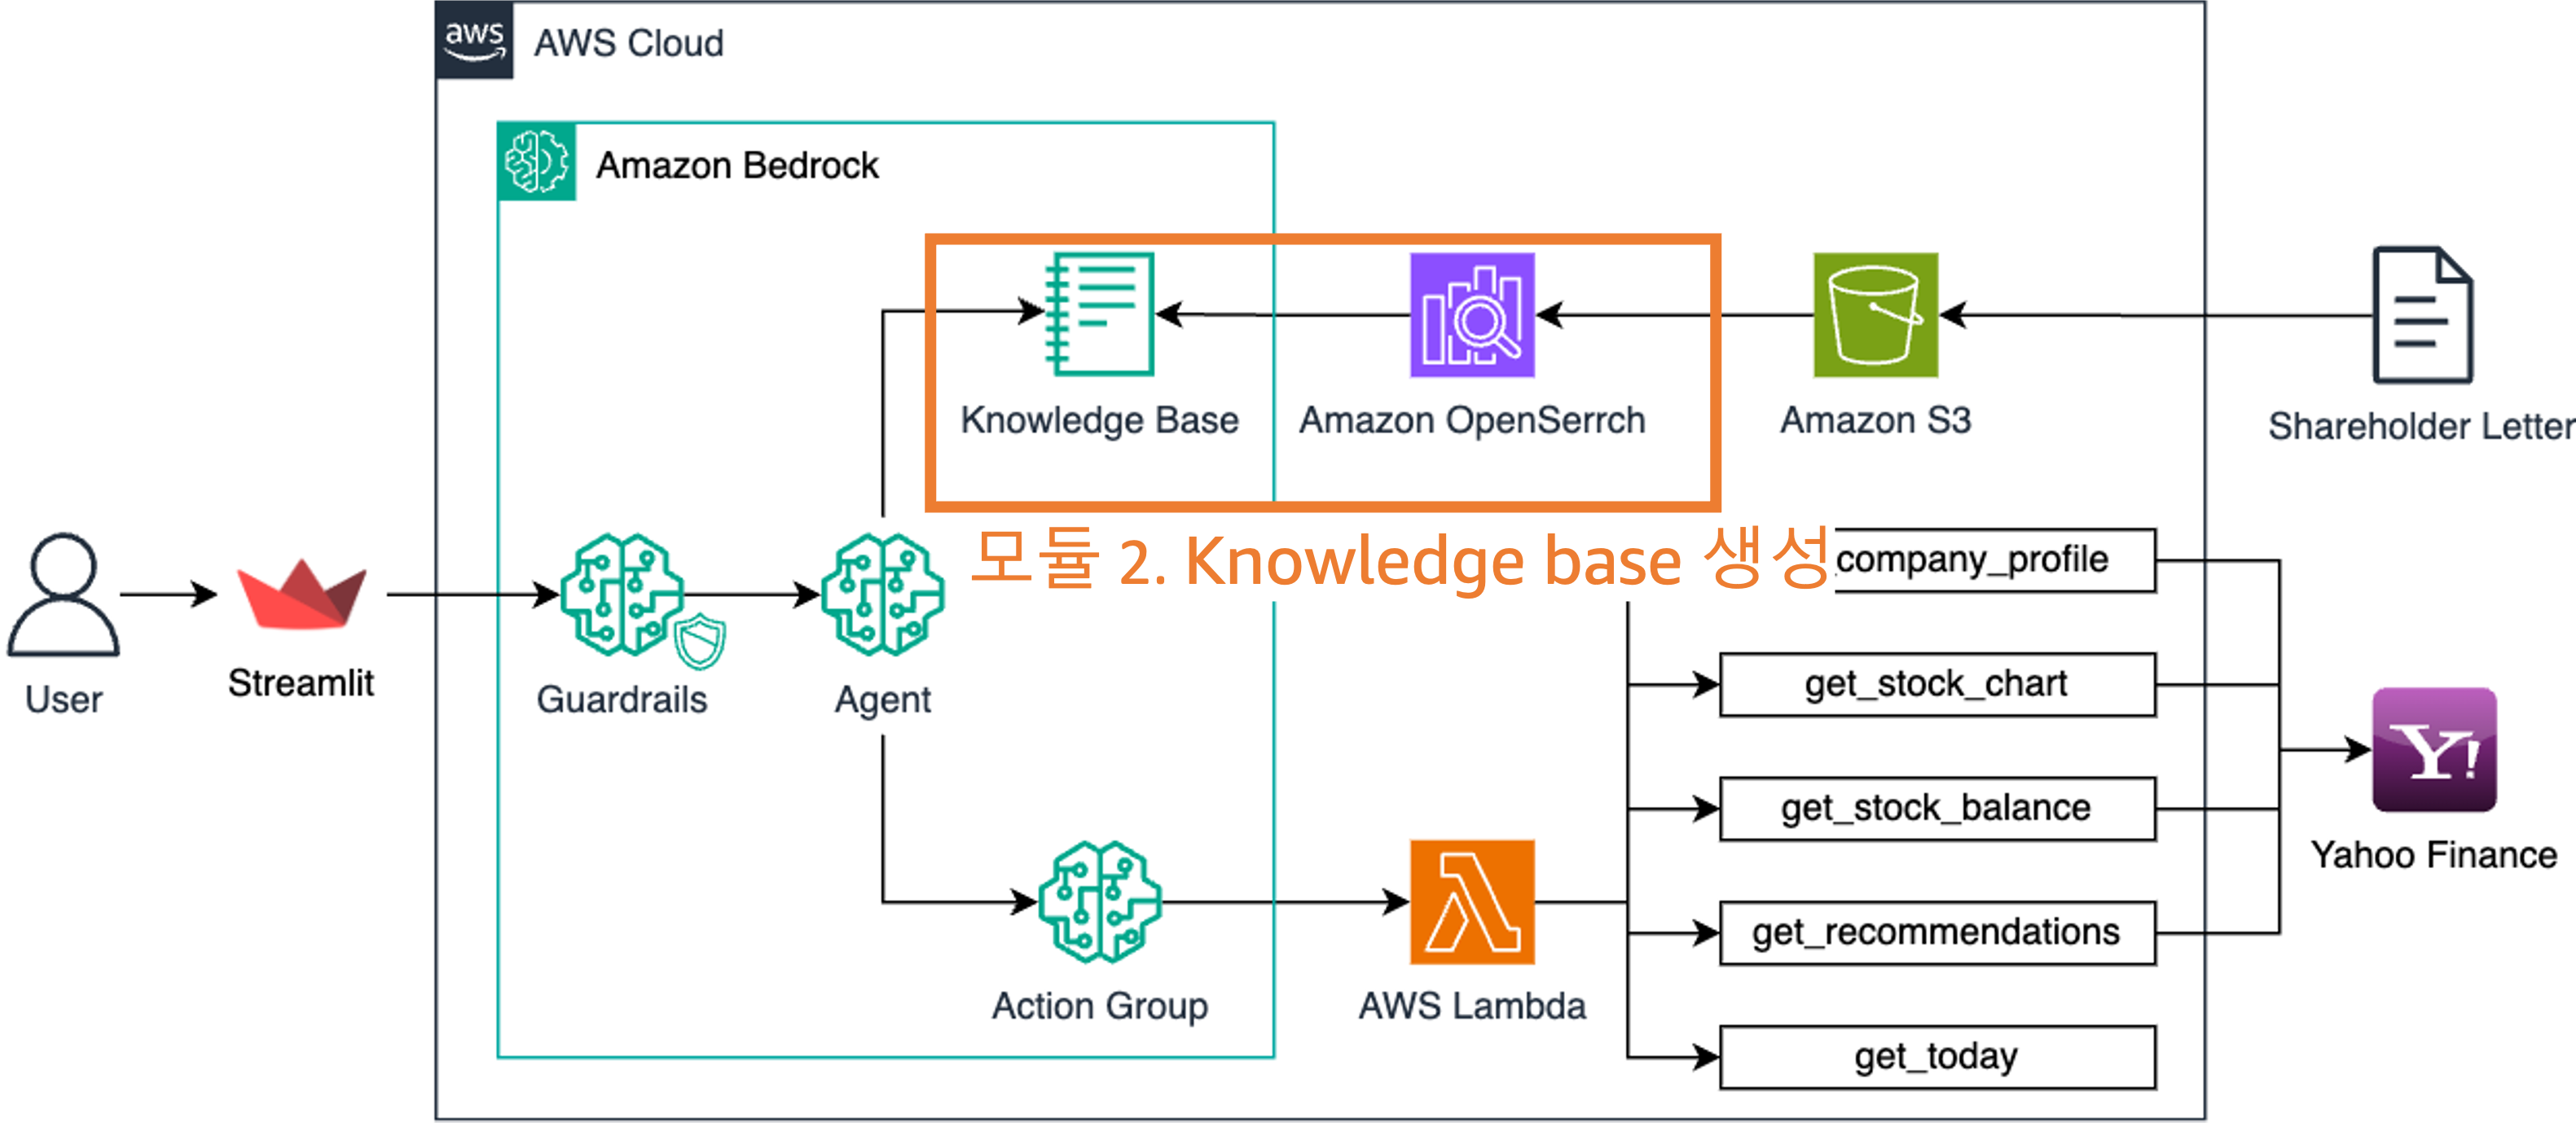 aws
AWS Cloud
Amazon Bedrock
Knowledge Base
Amazon OpenSerrch
Amazon S3
Shareholder Letter
모듈 2. Knowledge base 생성
company_profile
User
Streamlit
Guardrails
Agent
get_stock_chart
get_stock_balance
Y!
Yahoo Finance
get_recommendations
Action Group
AWS Lambda
get_today